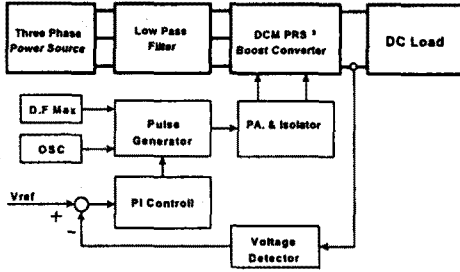 Three Phase
Power Source
Low Pass
Filter
DCM PRS ³
Boost Converter
DC Load
D.F Max
OSC
Pulse
Generator
PA. & Isolator
Vref
+
−
PI Controll
Voltage
Detector